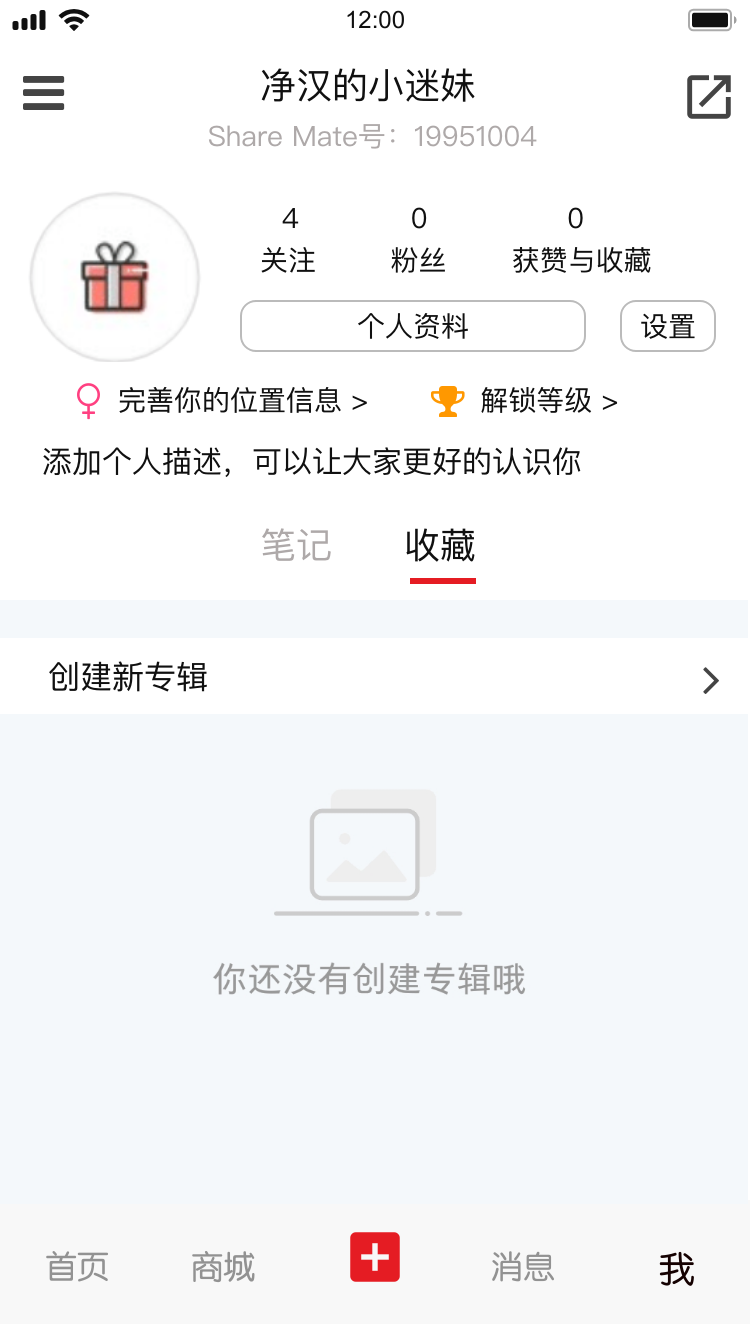 12:00
净汉的小迷妹
Share Mate号：19951004
4 0 0
关注 粉丝 获赞与收藏
个人资料 设置
完善你的位置信息 > 解锁等级 >
添加个人描述，可以让大家更好的认识你
笔记 收藏
创建新专辑
你还没有创建专辑哦
首页 商城 消息 我